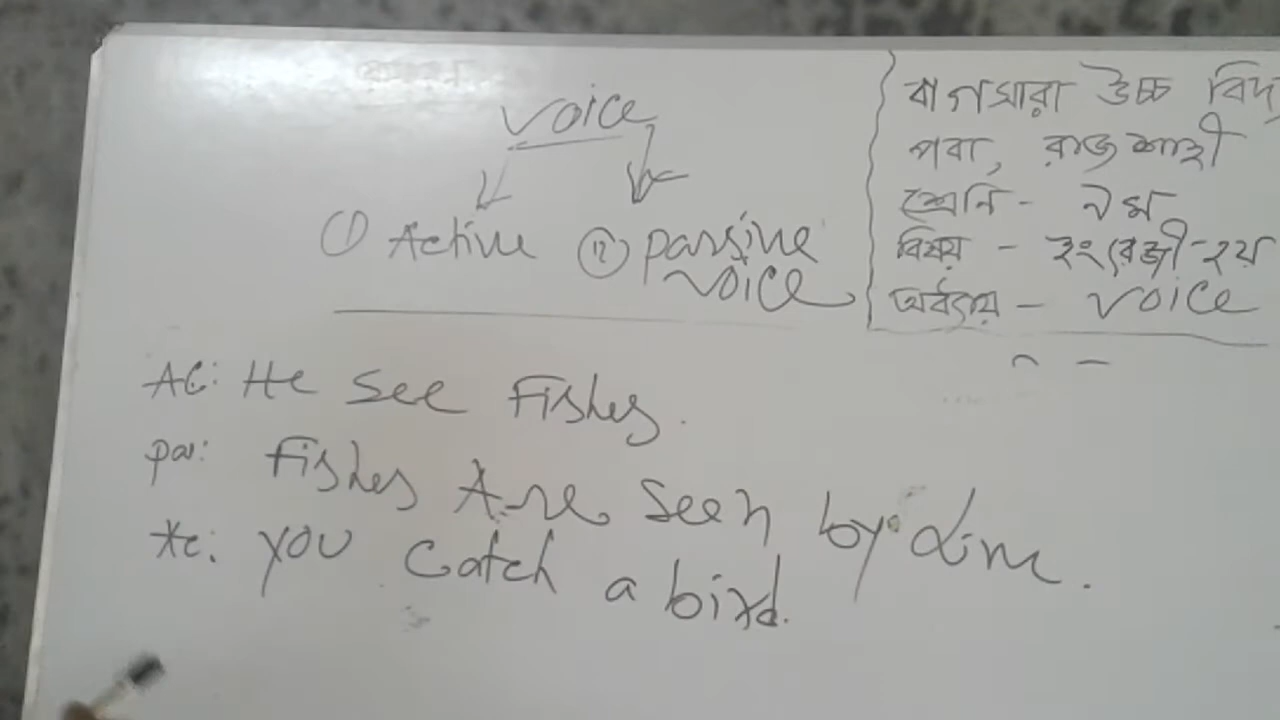 voice
① Active ② passive
voice
বাগসারা উচ্চ বিদ্
পবা, রাজশাহী
শ্রেনি - ৯ম
বিষয় - ইংরেজী-২য়
অধ্যায় - voice
AC: He see Fishes.
pa: Fishes Are seen by him.
Ac: you catch a bird.